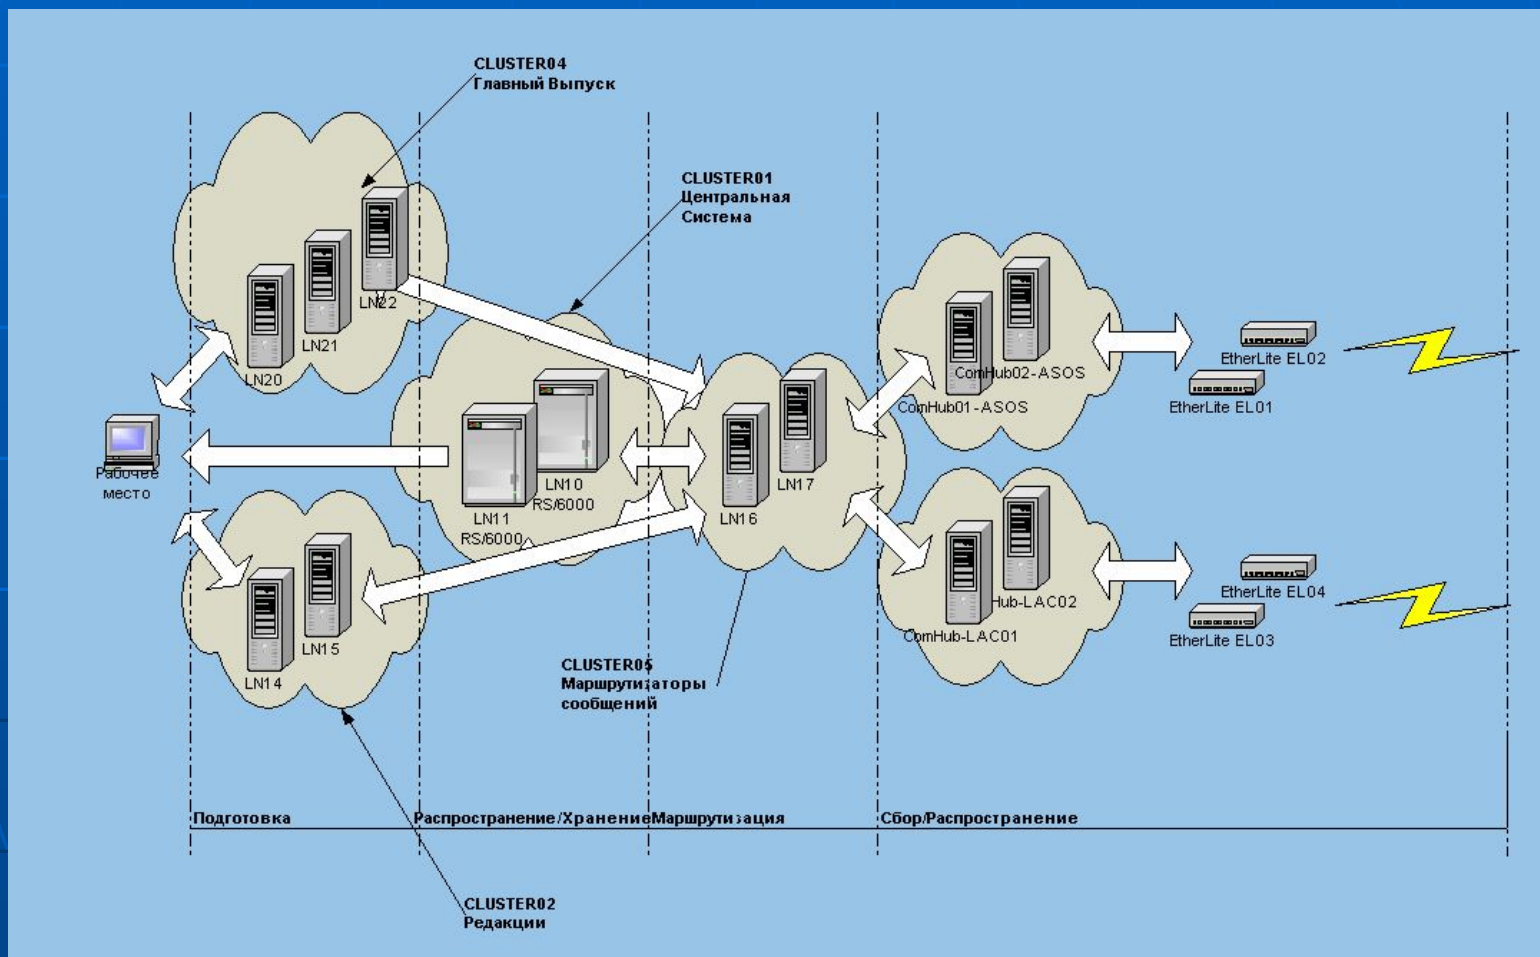 CLUSTER04
Главный Выпуск
CLUSTER01
Центральная
Система
LN22
LN21
LN20
EtherLite EL02
ComHub02-ASOS
EtherLite EL01
ComHub01-ASOS
Рабочее
место
LN10
RS/6000
LN17
LN11
RS/6000
LN16
EtherLite EL04
Hub-LAC02
ComHub-LAC01
EtherLite EL03
LN15
LN14
CLUSTER05
Маршрутизаторы
сообщений
Подготовка
Распространение/Хранение
Маршрутизация
Сбор/Распространение
CLUSTER02
Редакции